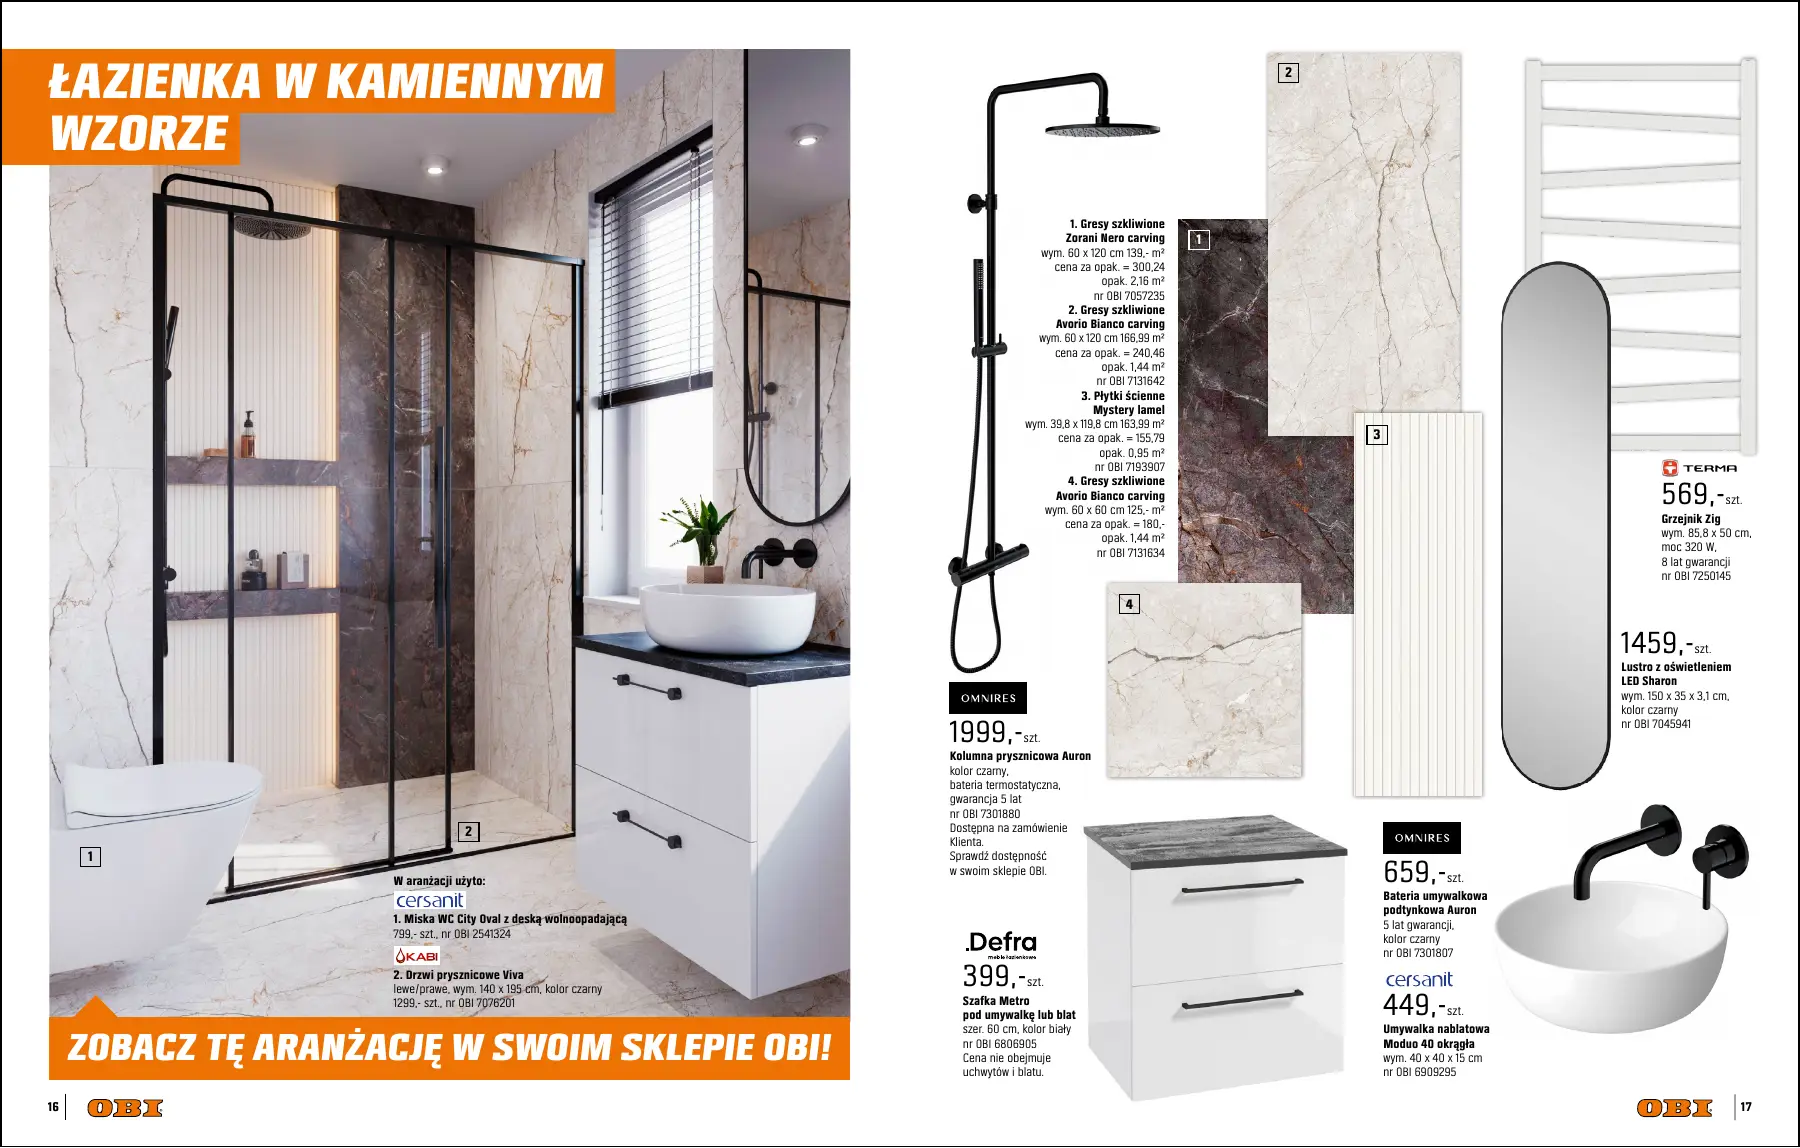 ŁAZIENKA W KAMIENNYM
WZORZE
1
2
W aranżacji użyto:
cersanit
1. Miska WC City Oval z deską wolnoopadającą
799,- szt., nr OBI 2541324
KABI
2. Drzwi prysznicowe Viva
lewe/prawe, wym. 140 x 195 cm, kolor czarny
1299,- szt., nr OBI 7076201
ZOBACZ TĘ ARANŻACJĘ W SWOIM SKLEPIE OBI!
16
OBI
1. Gresy szkliwione
Zorani Nero carving
wym. 60 x 120 cm 139,- m²
cena za opak. = 300,24
opak. 2,16 m²
nr OBI 7057235
2. Gresy szkliwione
Avorio Bianco carving
wym. 60 x 120 cm 166,99 m²
cena za opak. = 240,46
opak. 1,44 m²
nr OBI 7131642
3. Płytki ścienne
Mystery lamel
wym. 39,8 x 119,8 cm 163,99 m²
cena za opak. = 155,79
opak. 0,95 m²
nr OBI 7193907
4. Gresy szkliwione
Avorio Bianco carving
wym. 60 x 60 cm 125,- m²
cena za opak. = 180,-
opak. 1,44 m²
nr OBI 7131634
1
2
3
4
TERMA
569,-szt.
Grzejnik Zig
wym. 85,8 x 50 cm,
moc 320 W,
8 lat gwarancji
nr OBI 7250145
1459,-szt.
Lustro z oświetleniem
LED Sharon
wym. 150 x 35 x 3,1 cm,
kolor czarny
nr OBI 7045941
OMNIRES
1999,-szt.
Kolumna prysznicowa Auron
kolor czarny,
bateria termostatyczna,
gwarancja 5 lat
nr OBI 7301880
Dostępna na zamówienie
Klienta.
Sprawdź dostępność
w swoim sklepie OBI.
.Defra
meble łazienkowe
399,-szt.
Szafka Metro
pod umywalkę lub blat
szer. 60 cm, kolor biały
nr OBI 6806905
Cena nie obejmuje
uchwytów i blatu.
OMNIRES
659,-szt.
Bateria umywalkowa
podtynkowa Auron
5 lat gwarancji,
kolor czarny
nr OBI 7301807
cersanit
449,-szt.
Umywalka nablatowa
Moduo 40 okrągła
wym. 40 x 40 x 15 cm
nr OBI 6909295
OBI
17